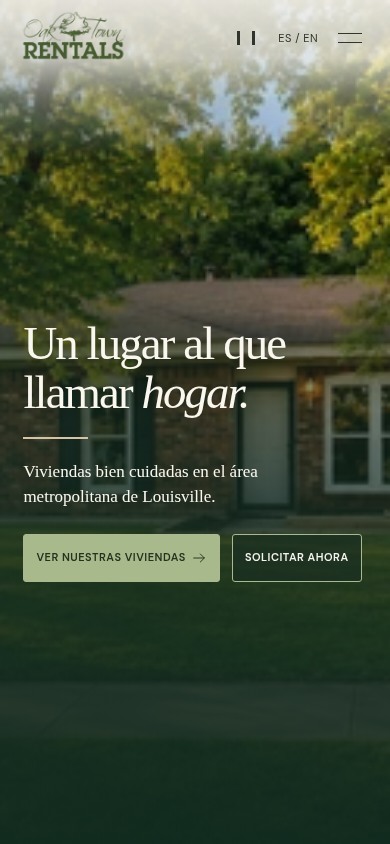 Oak Town
RENTALS
ES / EN
Un lugar al que
llamar hogar.
Viviendas bien cuidadas en el área
metropolitana de Louisville.
VER NUESTRAS VIVIENDAS →
SOLICITAR AHORA